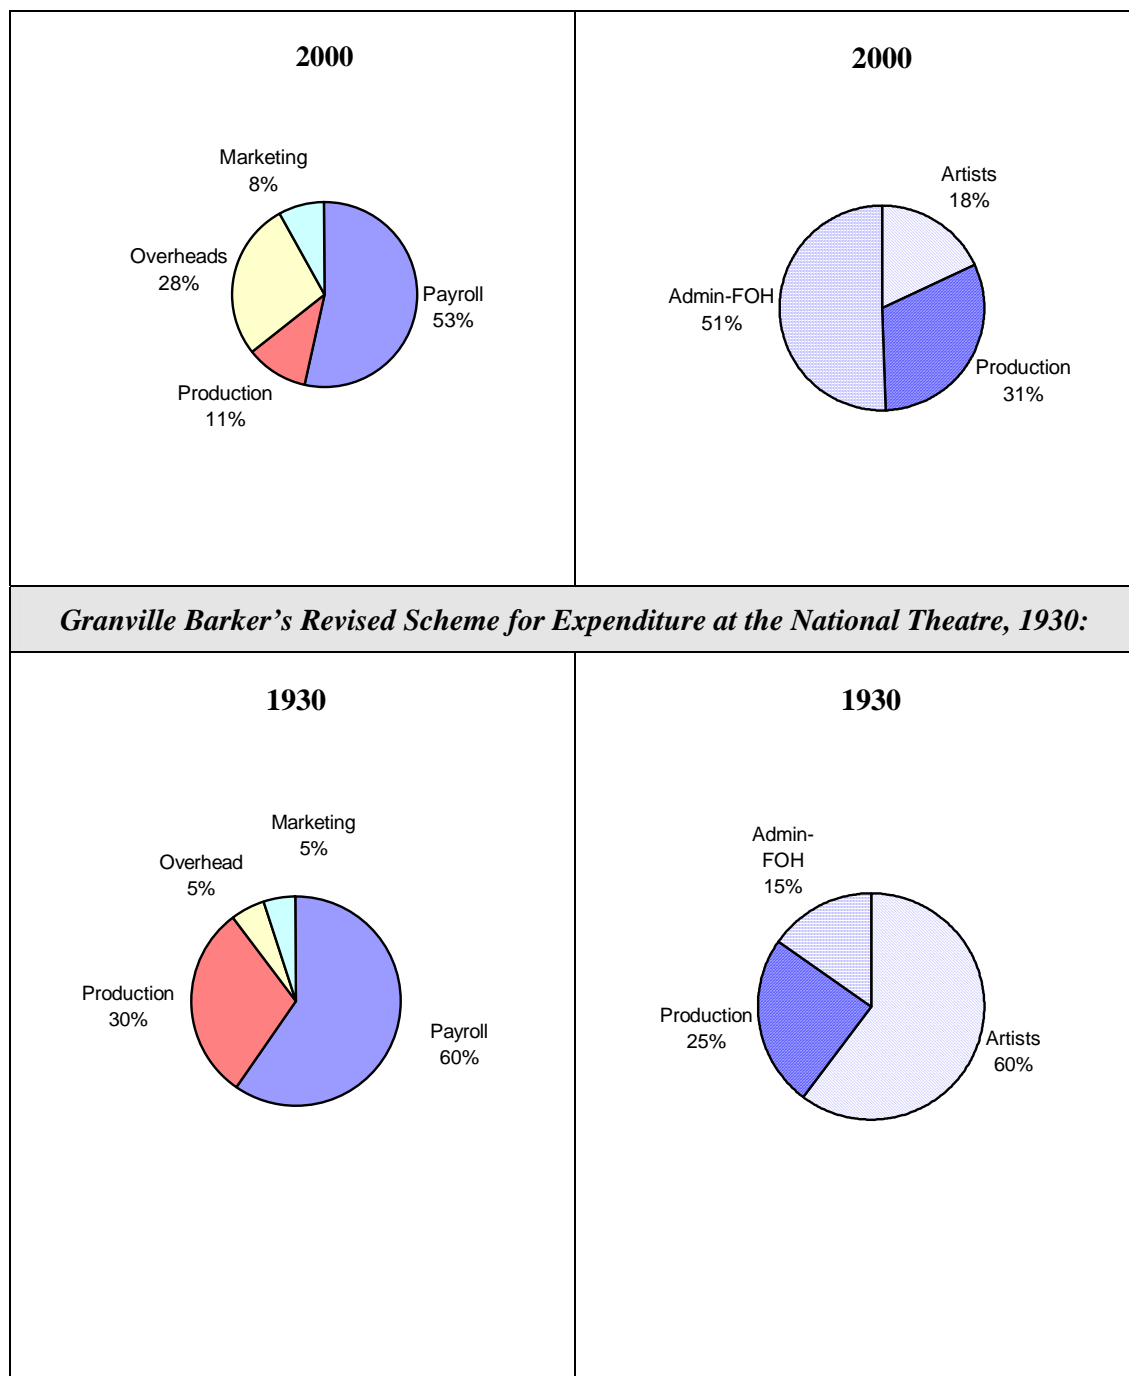 2000
Marketing
8%
Overheads
28%
Payroll
53%
Production
11%
2000
Artists
18%
Admin-FOH
51%
Production
31%
Granville Barker's Revised Scheme for Expenditure at the National Theatre, 1930:
1930
Marketing
5%
Overhead
5%
Production
30%
Payroll
60%
1930
Admin-
FOH
15%
Production
25%
Artists
60%